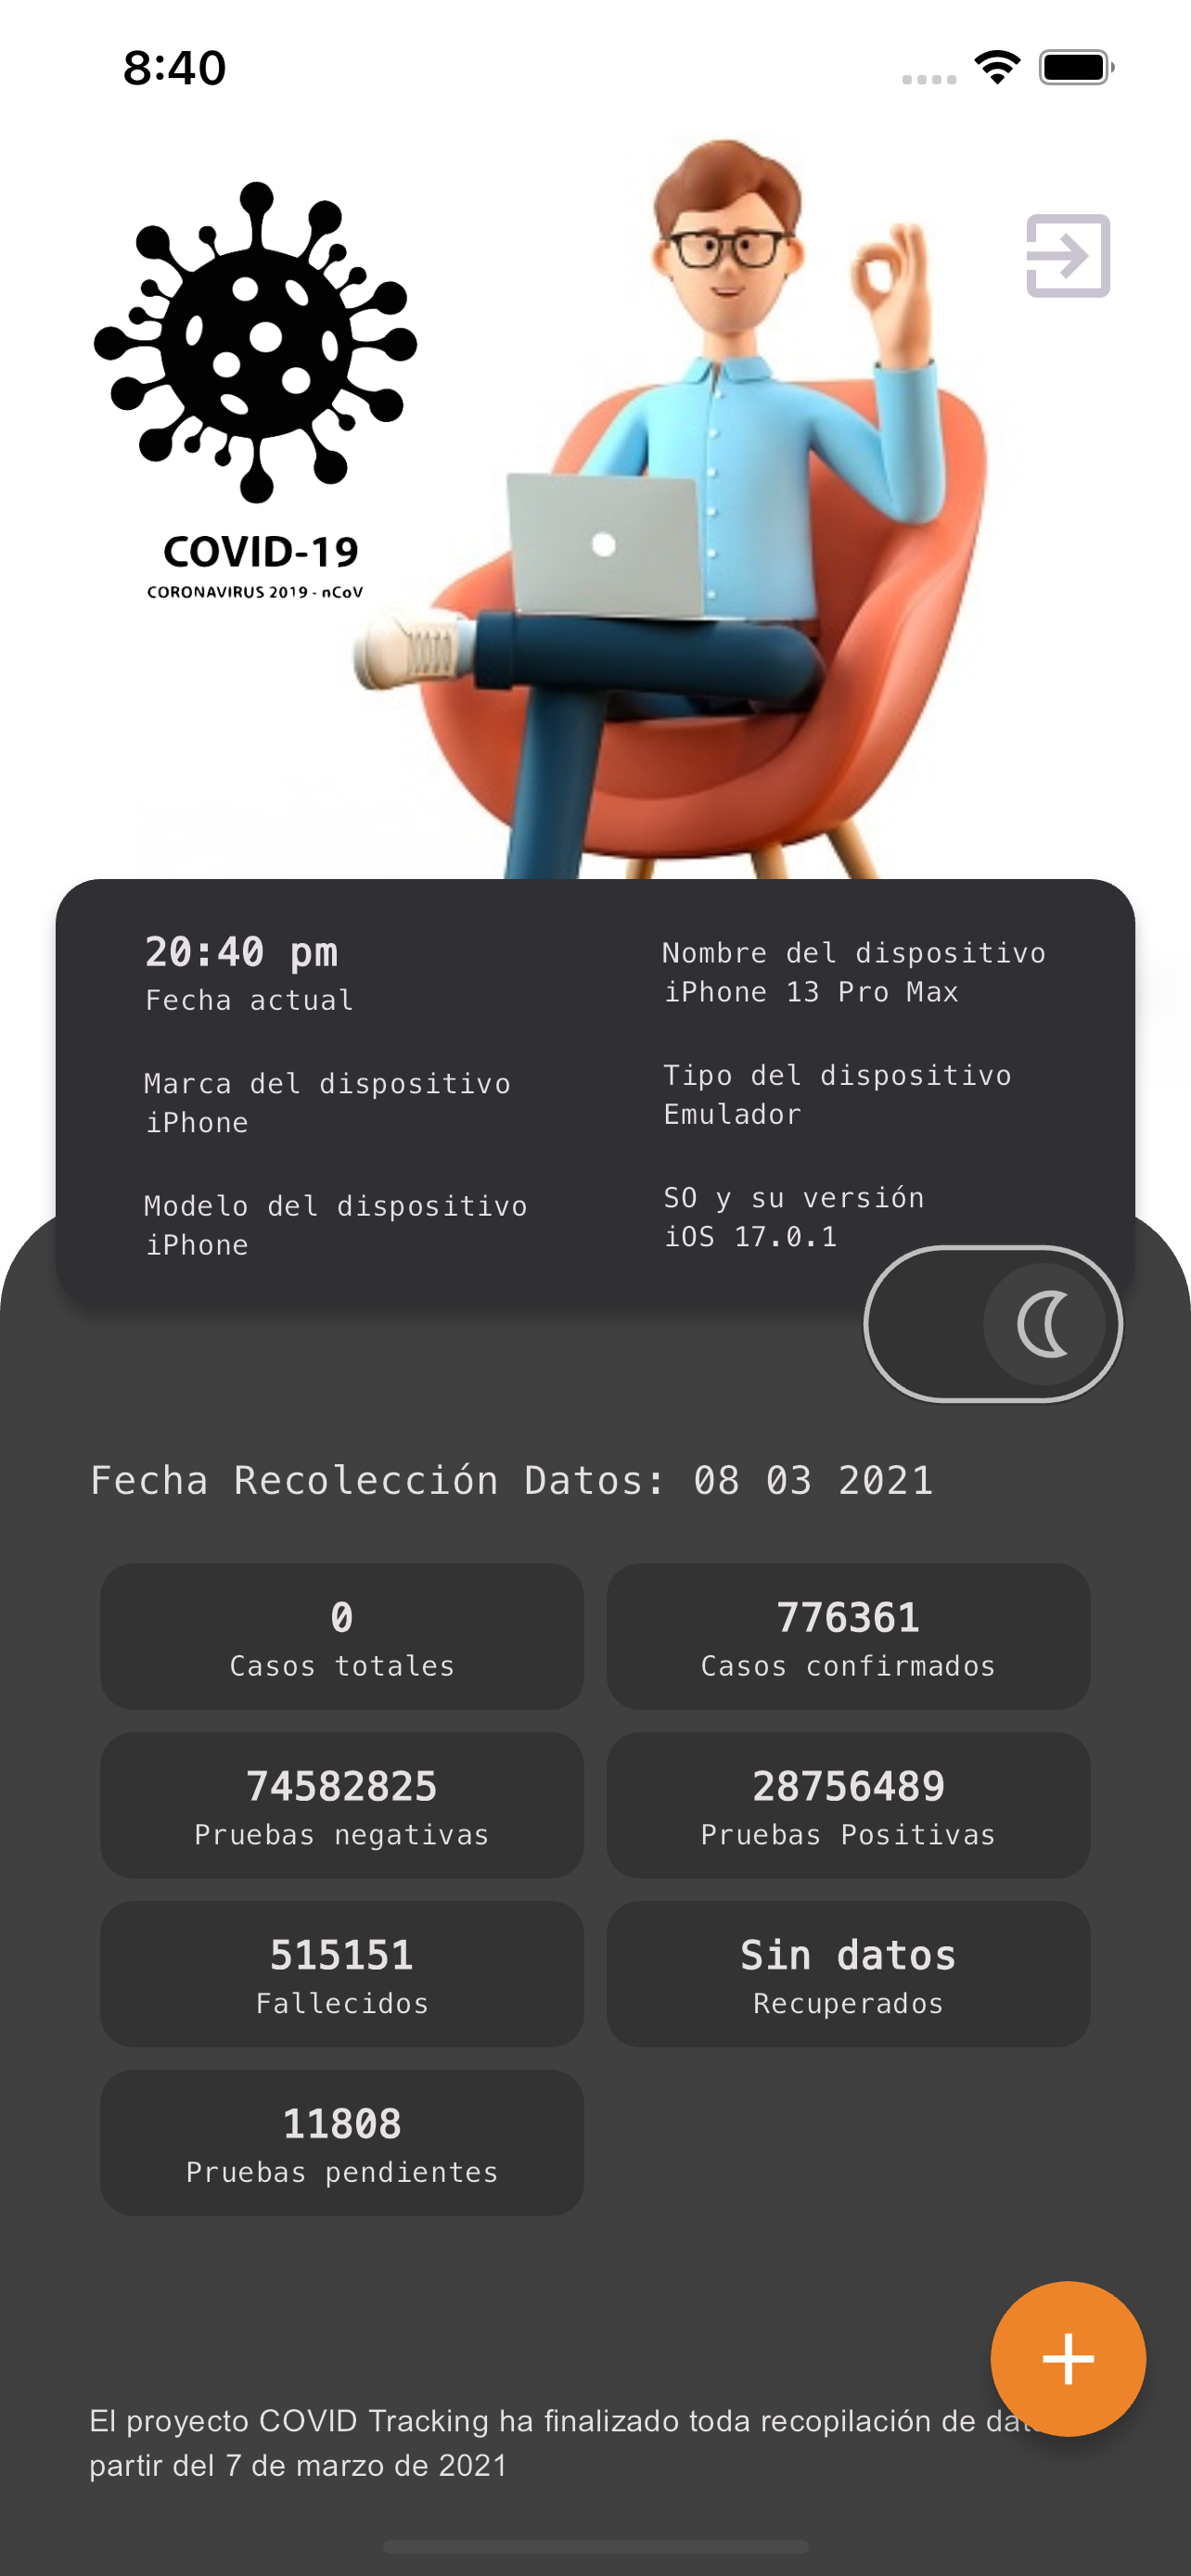 8:40
COVID-19
CORONAVIRUS 2019 - nCoV
20:40 pm
Fecha actual
Marca del dispositivo
iPhone
Modelo del dispositivo
iPhone
Nombre del dispositivo
iPhone 13 Pro Max
Tipo del dispositivo
Emulador
SO y su versión
iOS 17.0.1
Fecha Recolección Datos: 08 03 2021
0
Casos totales
776361
Casos confirmados
74582825
Pruebas negativas
28756489
Pruebas Positivas
515151
Fallecidos
Sin datos
Recuperados
11808
Pruebas pendientes
El proyecto COVID Tracking ha finalizado toda recopilación de
partir del 7 de marzo de 2021